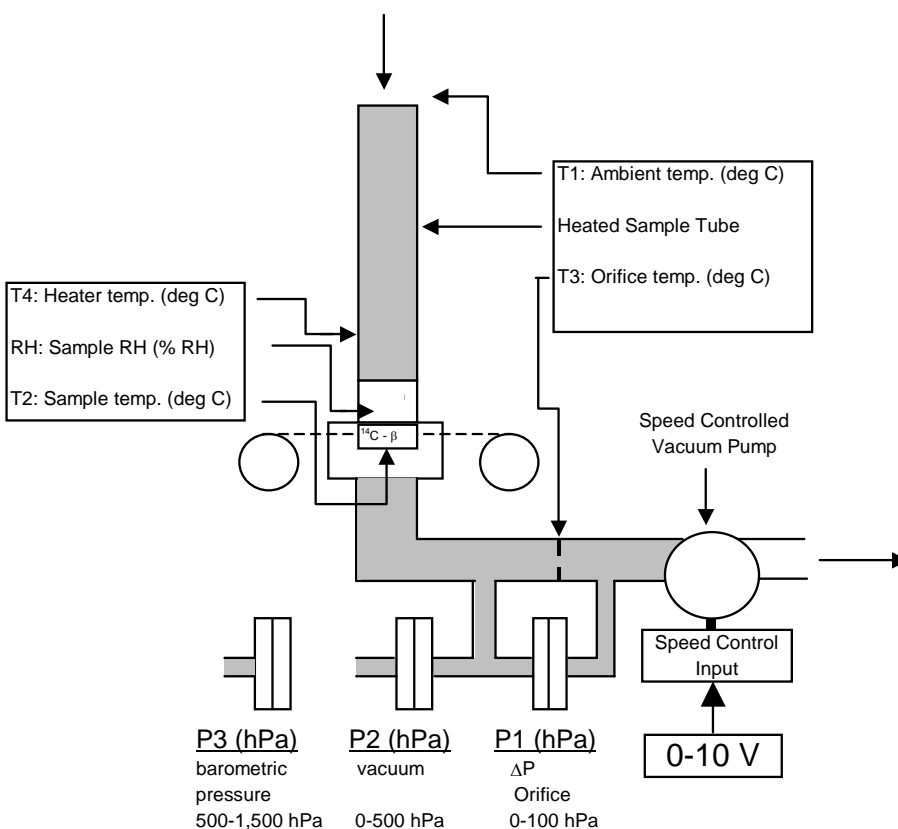 T1: Ambient temp. (deg C)
Heated Sample Tube
T3: Orifice temp. (deg C)
T4: Heater temp. (deg C)
RH: Sample RH (% RH)
T2: Sample temp. (deg C)
¹⁴C - β
Speed Controlled
Vacuum Pump
Speed Control
Input
0-10 V
P3 (hPa)
barometric
pressure
500-1,500 hPa
P2 (hPa)
vacuum
0-500 hPa
P1 (hPa)
ΔP
Orifice
0-100 hPa